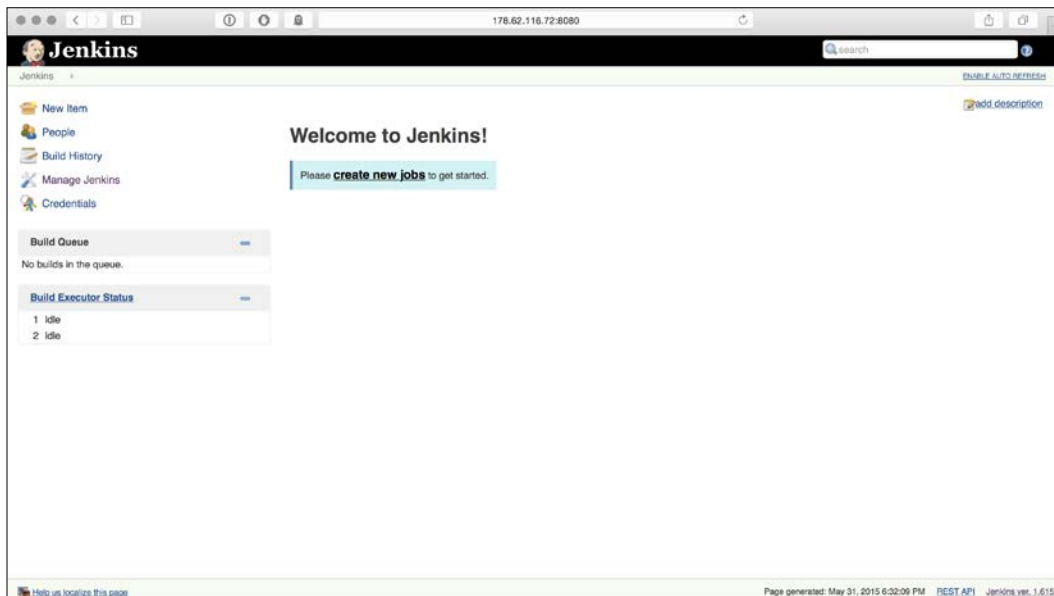 178.62.116.72:8080
Jenkins
search
Jenkins
ENABLE AUTO REFRESH
New Item
add description
People
Welcome to Jenkins!
Build History
Please create new jobs to get started.
Manage Jenkins
Credentials
Build Queue
No builds in the queue.
Build Executor Status
1 Idle
2 Idle
Help us localize this page
Page generated: May 31, 2015 6:32:09 PM REST API Jenkins ver. 1.615